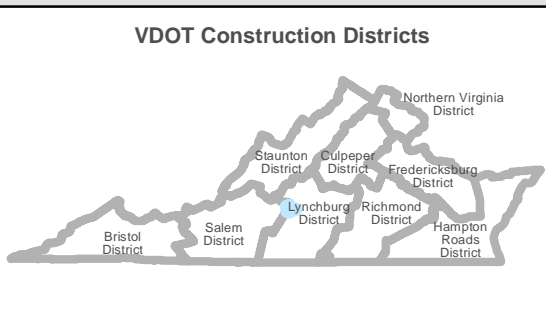 VDOT Construction Districts
Northern Virginia
District
Staunton
District
Culpeper
District
Fredericksburg
District
Lynchburg
District
Richmond
District
Salem
District
Bristol
District
Hampton
Roads
District